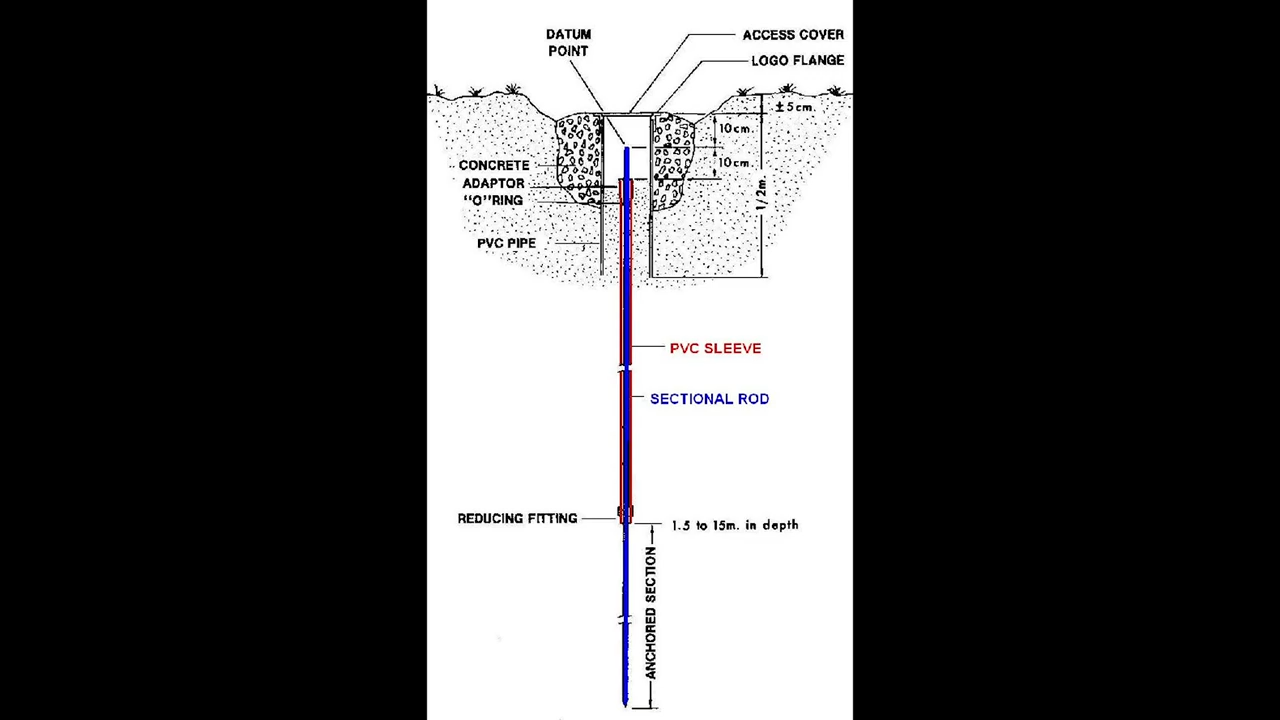 DATUM
POINT
ACCESS COVER
LOGO FLANGE
±5cm.
10cm.
10cm.
1/2m.
CONCRETE
ADAPTOR
"O"RING
PVC PIPE
PVC SLEEVE
SECTIONAL ROD
REDUCING FITTING
1.5 to 15m. in depth
ANCHORED SECTION